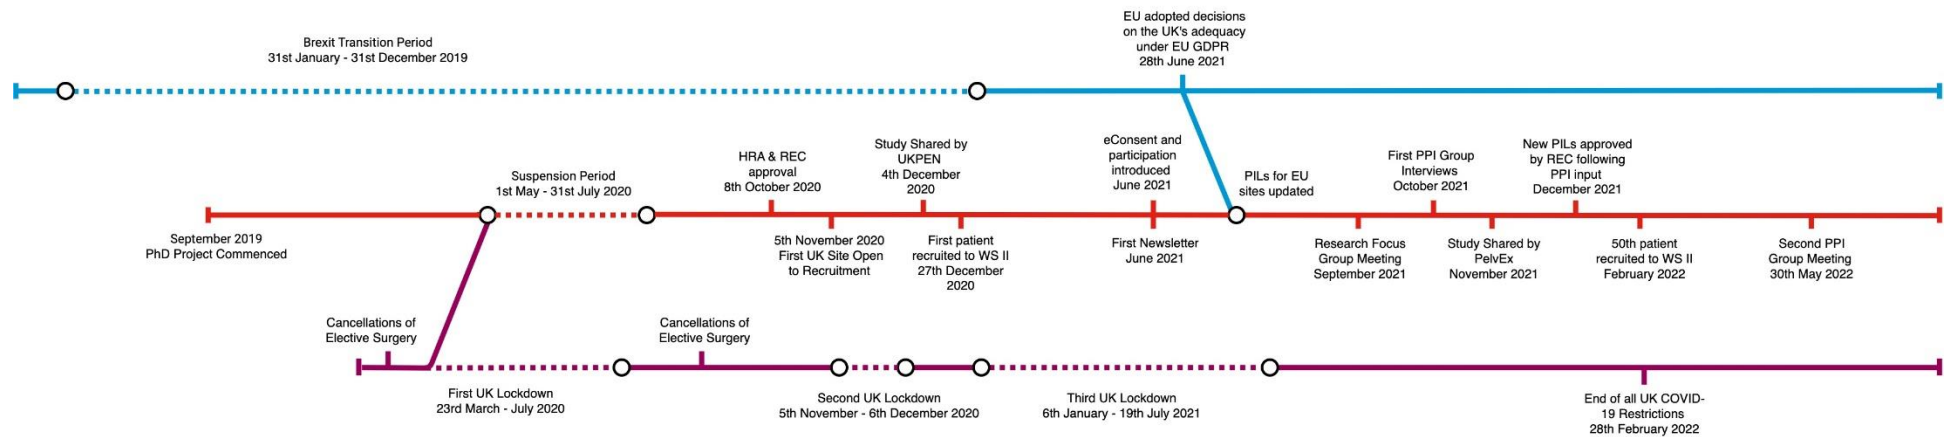 EU adopted decisions
on the UK's adequacy
under EU GDPR
28th June 2021
Brexit Transition Period
31st January - 31st December 2019
Suspension Period
1st May - 31st July 2020
HRA & REC
approval
8th October 2020
Study Shared by
UKPEN
4th December
2020
eConsent and
participation
introduced
June 2021
PILs for EU
sites updated
First PPI Group
Interviews
October 2021
New PILs approved
by REC following
PPI input
December 2021
September 2019
PhD Project Commenced
5th November 2020
First UK Site Open
to Recruitment
First patient
recruited to WS II
27th December
2020
First Newsletter
June 2021
Research Focus
Group Meeting
September 2021
Study Shared by
PelvEx
November 2021
50th patient
recruited to WS II
February 2022
Second PPI
Group Meeting
30th May 2022
Cancellations of
Elective Surgery
Cancellations of
Elective Surgery
First UK Lockdown
23rd March - July 2020
Second UK Lockdown
5th November - 6th December 2020
Third UK Lockdown
6th January - 19th July 2021
End of all UK COVID-
19 Restrictions
28th February 2022